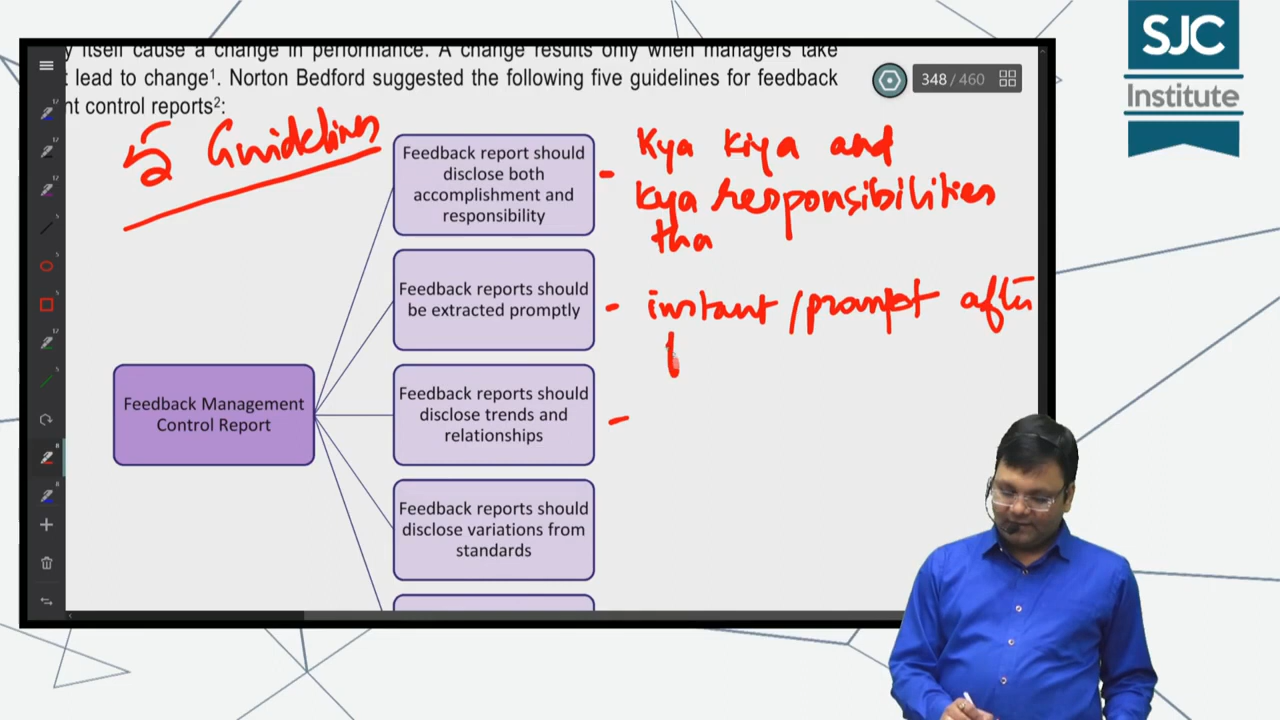 y itself cause a change in performance. A change results only when managers take
t lead to change¹. Norton Bedford suggested the following five guidelines for feedback
nt control reports²:
348 / 460
SJC
Institute
5 Guidelines
Feedback Management
Control Report
Feedback report should
disclose both
accomplishment and
responsibility
- Kya Kiya and
Kya responsibilities
tha
Feedback reports should
be extracted promptly
- instant / prompt after
Feedback reports should
disclose trends and
relationships
-
Feedback reports should
disclose variations from
standards